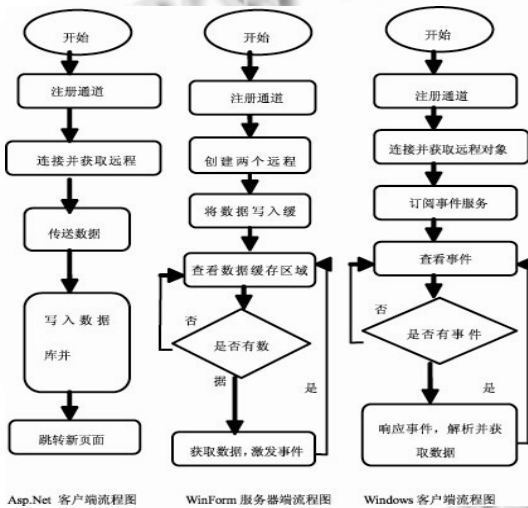 开始
注册通道
连接并获取远程
传送数据
写入数据
库并
跳转新页面
Asp.Net 客户端流程图
开始
注册通道
创建两个远程
将数据写入缓
查看数据缓存区域
否
是否有数
据
是
获取数据,激发事件
WinForm 服务器端流程图
开始
注册通道
连接并获取远程对象
订阅事件服务
查看事件
否
是否有事件
是
响应事件，解析并获
取数据
Windows 客户端流程图